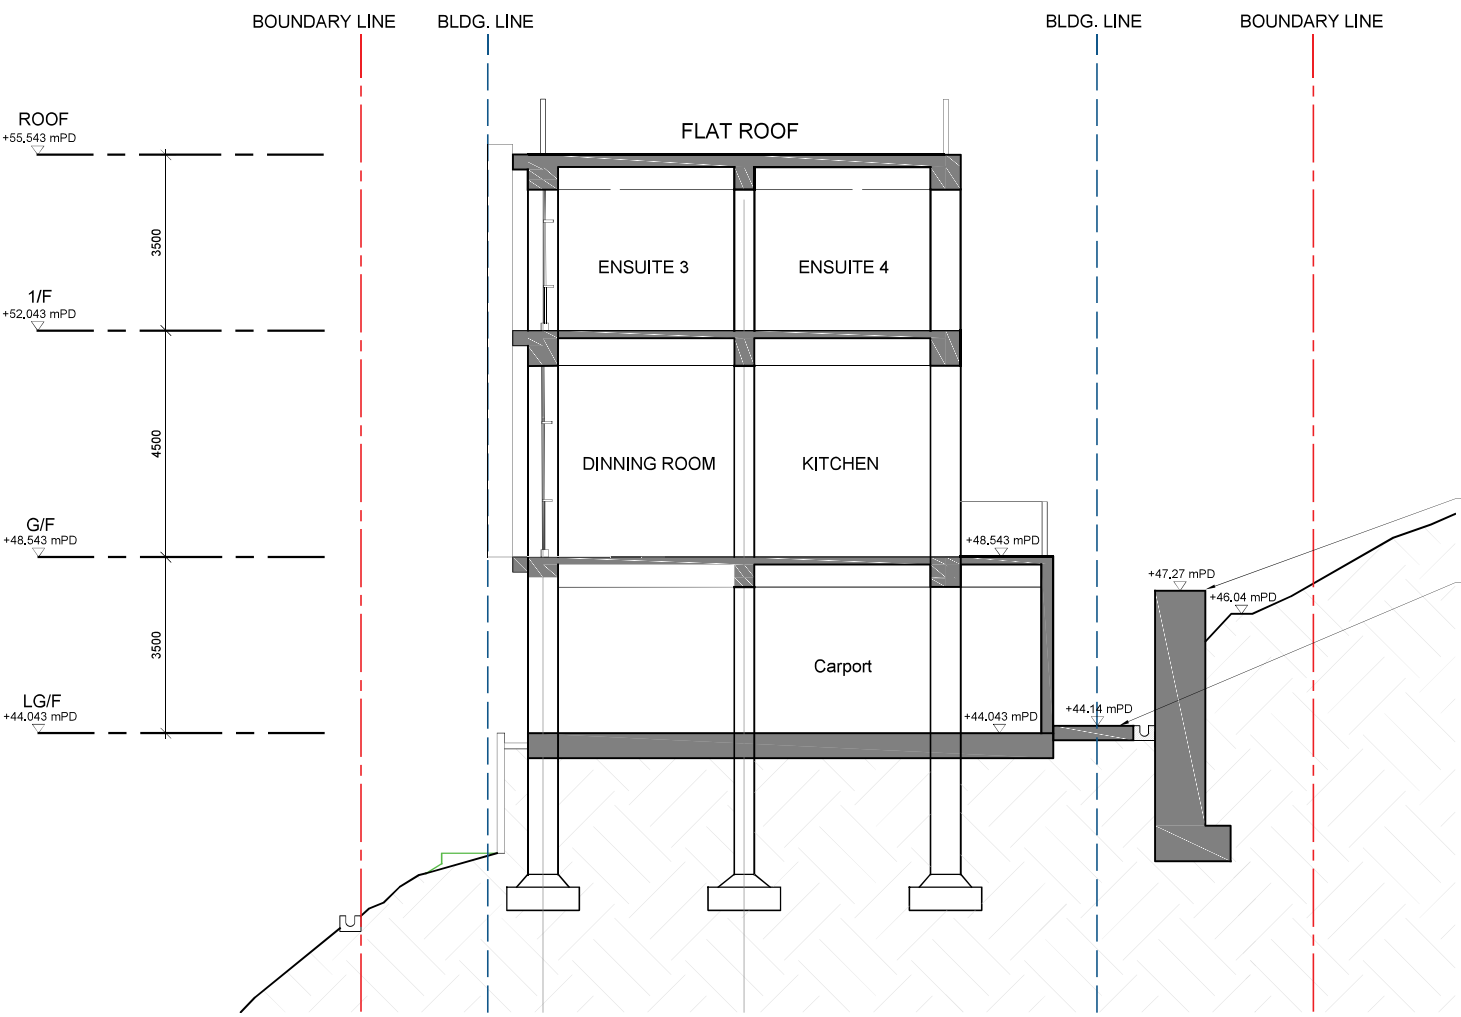 BOUNDARY LINE
BLDG. LINE
BLDG. LINE
BOUNDARY LINE
ROOF
+55.543 mPD
FLAT ROOF
3500
ENSUITE 3
ENSUITE 4
1/F
+52.043 mPD
4500
DINNING ROOM
KITCHEN
G/F
+48.543 mPD
+48.543 mPD
+47.27 mPD
+46.04 mPD
3500
Carport
LG/F
+44.043 mPD
+44.043 mPD
+44.14 mPD